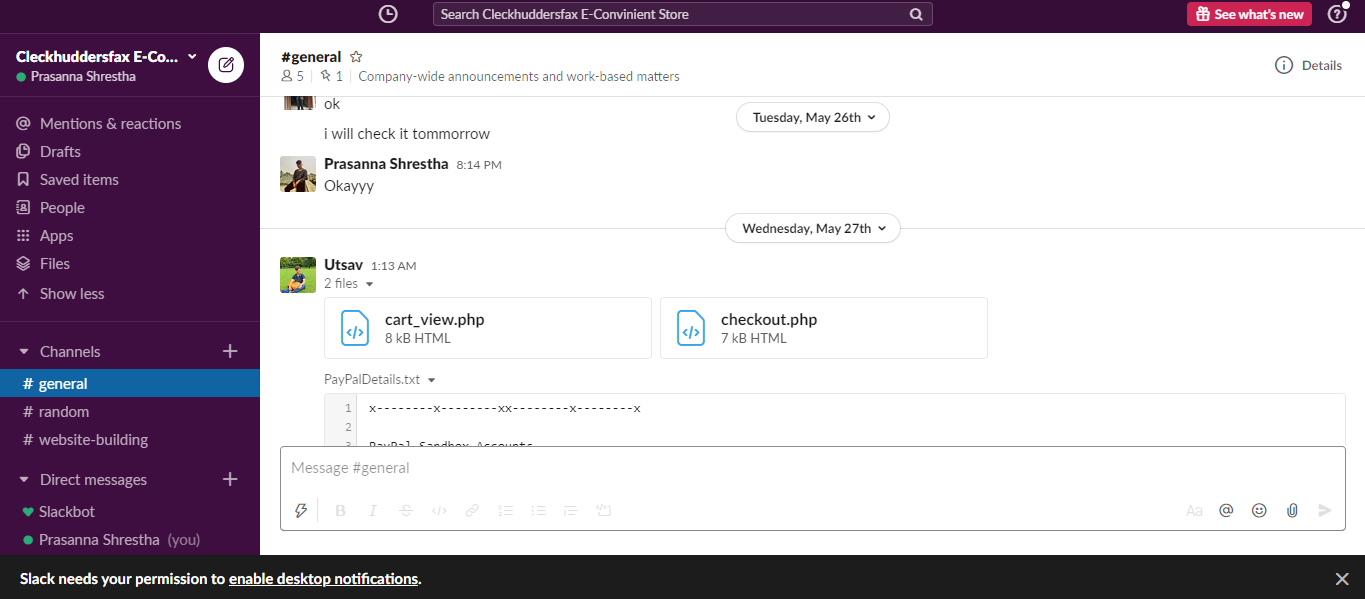 Search Cleckhuddersfax E-Convinient Store
See what's new
Cleckhuddersfax E-Co...
Prasanna Shrestha
Mentions & reactions
Drafts
Saved items
People
Apps
Files
Show less
Channels
# general
# random
# website-building
Direct messages
Slackbot
Prasanna Shrestha (you)
#general
5 | 1 | Company-wide announcements and work-based matters
Details
ok
Tuesday, May 26th
i will check it tommorrow
Prasanna Shrestha 8:14 PM
Okayyy
Wednesday, May 27th
Utsav 1:13 AM
2 files
cart_view.php
8 kB HTML
checkout.php
7 kB HTML
PayPalDetails.txt
1 x--------x--------xx--------x--------x
2
3 PayPal Sandbox Accounts
Message #general
Aa
Slack needs your permission to enable desktop notifications.